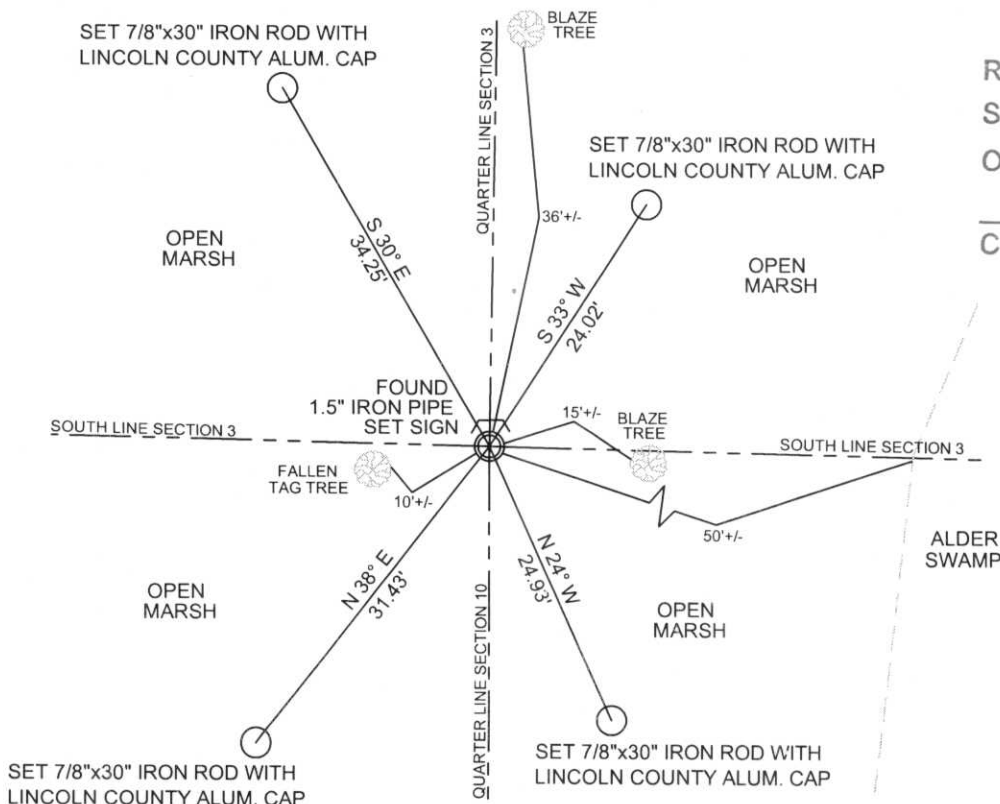 SET 7/8"x30" IRON ROD WITH
LINCOLN COUNTY ALUM. CAP
BLAZE
TREE
QUARTER LINE SECTION 3
R
S
O
C
SET 7/8"x30" IRON ROD WITH
LINCOLN COUNTY ALUM. CAP
36'+/-
OPEN
MARSH
S 30° E
34.25'
OPEN
MARSH
S 33° W
24.02'
FOUND
1.5" IRON PIPE
SET SIGN
SOUTH LINE SECTION 3
15'+/-
BLAZE
TREE
SOUTH LINE SECTION 3
FALLEN
TAG TREE
10'+/-
50'+/-
ALDER
SWAMP
N 38° E
31.43'
N 24° W
24.93'
OPEN
MARSH
OPEN
MARSH
QUARTER LINE SECTION 10
SET 7/8"x30" IRON ROD WITH
LINCOLN COUNTY ALUM. CAP
SET 7/8"x30" IRON ROD WITH
LINCOLN COUNTY ALUM. CAP